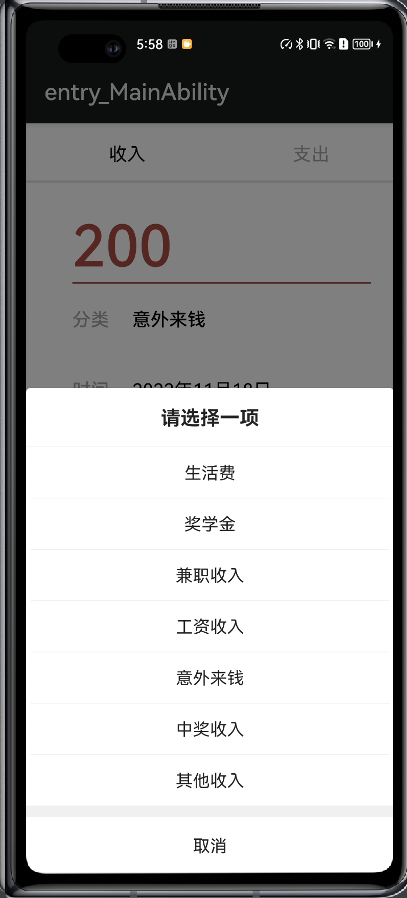 5:58
100
entry_MainAbility
收入 支出
200
分类 意外来钱
时间 2022年11月18日
请选择一项
生活费
奖学金
兼职收入
工资收入
意外来钱
中奖收入
其他收入
取消